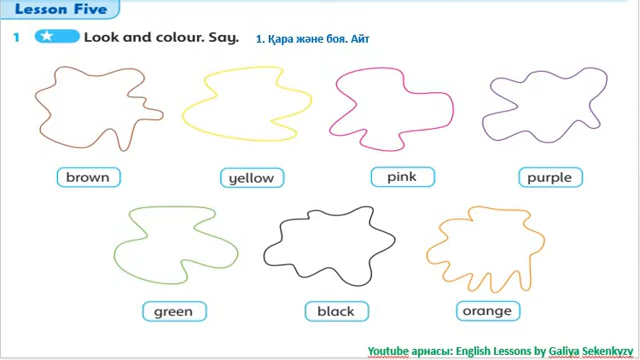 Lesson Five
1 Look and colour. Say. 1. Қара және боя. Айт
brown yellow pink purple
green black orange
Youtube арнасы: English Lessons by Galiya Sekenkyzy